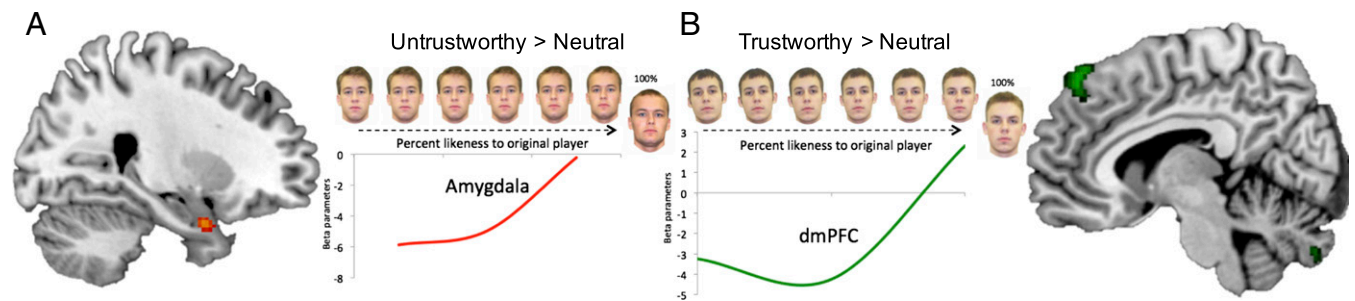 A
Untrustworthy > Neutral
100%
Percent likeness to original player
Beta parameters
0
-2
-4
-6
-8
Amygdala
B
Trustworthy > Neutral
100%
Percent likeness to original player
Beta parameters
3
2
1
0
-1
-2
-3
-4
-5
dmPFC